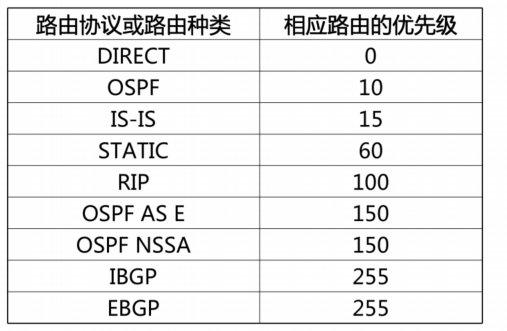 路由协议或路由种类 相应路由的优先级
DIRECT 0
OSPF 10
IS-IS 15
STATIC 60
RIP 100
OSPF AS E 150
OSPF NSSA 150
IBGP 255
EBGP 255